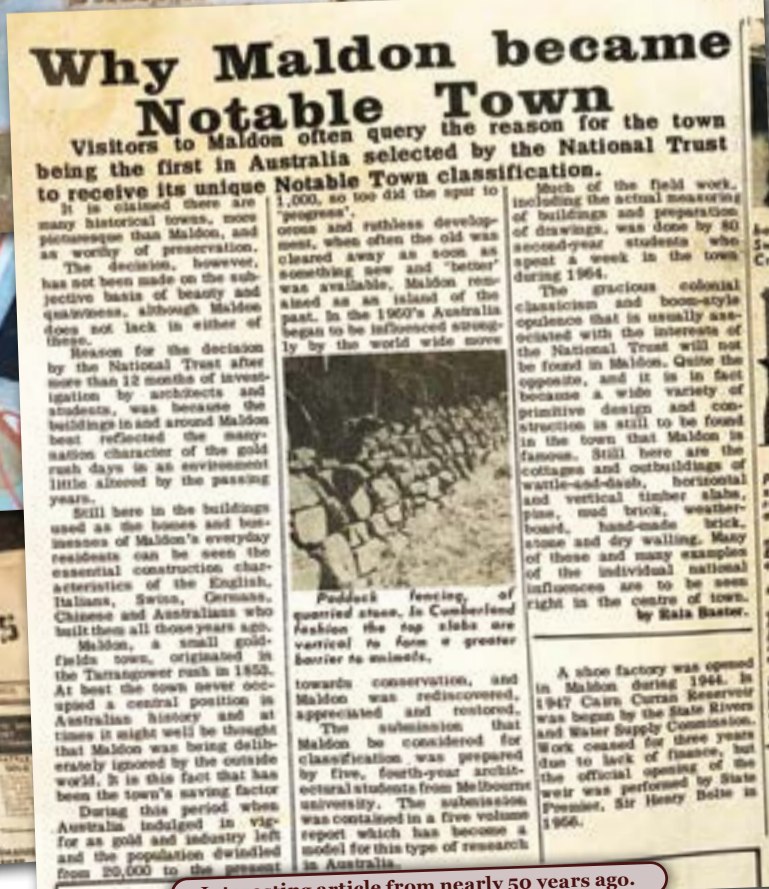 Why Maldon became
Notable Town
Visitors to Maldon often query the reason for the town
being the first in Australia selected by the National Trust
to receive its unique Notable Town classification.
It is claimed there are
many historical towns, more
picturesque than Maldon, and
as worthy of preservation.
The decision, however,
has not been made on the sub-
jective basis of beauty and
quaintness, although Maldon
does not lack in either of
these.
Reason for the decision
by the National Trust after
more than 12 months of invest-
igation by architects and
students, was because the
buildings in and around Maldon
best reflected the many-
nation character of the gold
rush days in an environment
little altered by the passing
years.
Still here in the buildings
used as the homes and bus-
inesses of Maldon's everyday
residents can be seen the
essential construction char-
acteristics of the English,
Italians, Swiss, Germans,
Chinese and Australians who
built them all those years ago.
Maldon, a small gold-
fields town, originated in
the Tarrangower rush in 1853.
At best the town never occ-
upied a central position in
Australian history and at
times it might well be thought
that Maldon was being delib-
erately ignored by the outside
world. It is this fact that has
been the town's saving factor
During this period when
Australia indulged in vig-
for as gold and industry left
and the population dwindled
from 20,000 to the present
1,000, so too did the spur to
'progress'.
orous and ruthless develop-
ment, when often the old was
cleared away as soon as
something new and "better"
was available, Maldon rem-
ained as an island of the
past. In the 1960's Australia
began to be influenced strong-
ly by the world wide move
Paddock fencing, of
quarried stone. In Cumberland
fashion the top slabs are
vertical to form a greater
barrier to animals.
towards conservation, and
Maldon was rediscovered,
appreciated and restored.
The submission that
Maldon be considered for
classification was prepared
by five, fourth-year archit-
ectural students from Melbourne
university. The submission
was contained in a five volume
report which has become a
model for this type of research
in Australia.
Much of the field work,
including the actual measuring
of buildings and preparation
of drawings, was done by 80
second-year students who
spent a week in the town
during 1964.
The gracious colonial
classicism and boom-style
opulence that is usually ass-
ociated with the interests of
the National Trust will not
be found in Maldon. Quite the
opposite, and it is in fact
because a wide variety of
primitive design and con-
struction is still to be found
in the town that Maldon is
famous. Still here are the
cottages and outbuildings of
wattle-and-daub, horizontal
and vertical timber slabs,
pise, mud brick, weather-
board, hand-made brick,
stone and dry walling. Many
of these and many examples
of the individual national
influences are to be seen
right in the centre of town.
by Baster.
A shoe factory was opened
in Maldon during 1944. In
1947 Cairn Curran Reservoir
was begun by the State Rivers
and Water Supply Commission.
Work ceased for three years
due to lack of finance, but
the official opening of the
weir was performed by State
Premier, Sir Henry Bolte in
1956.
article from nearly 50 years ago.